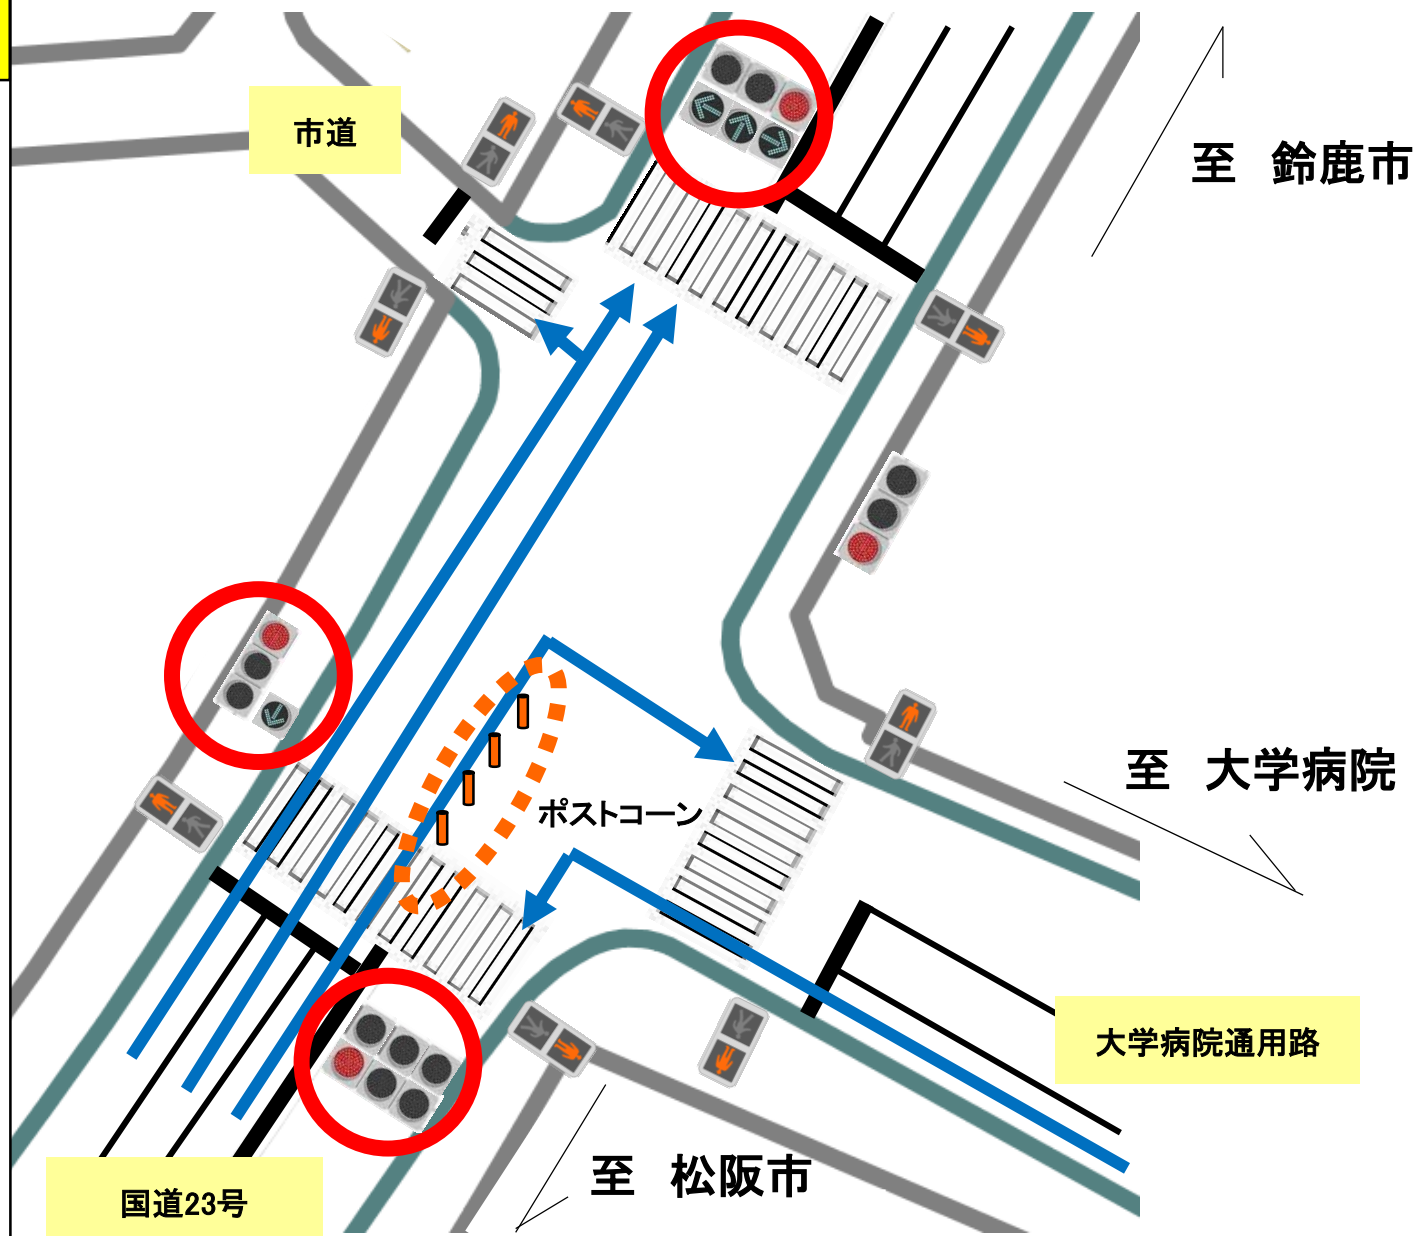 市道
至　鈴鹿市
至　大学病院
ポストコーン
大学病院通用路
至　松阪市
国道23号